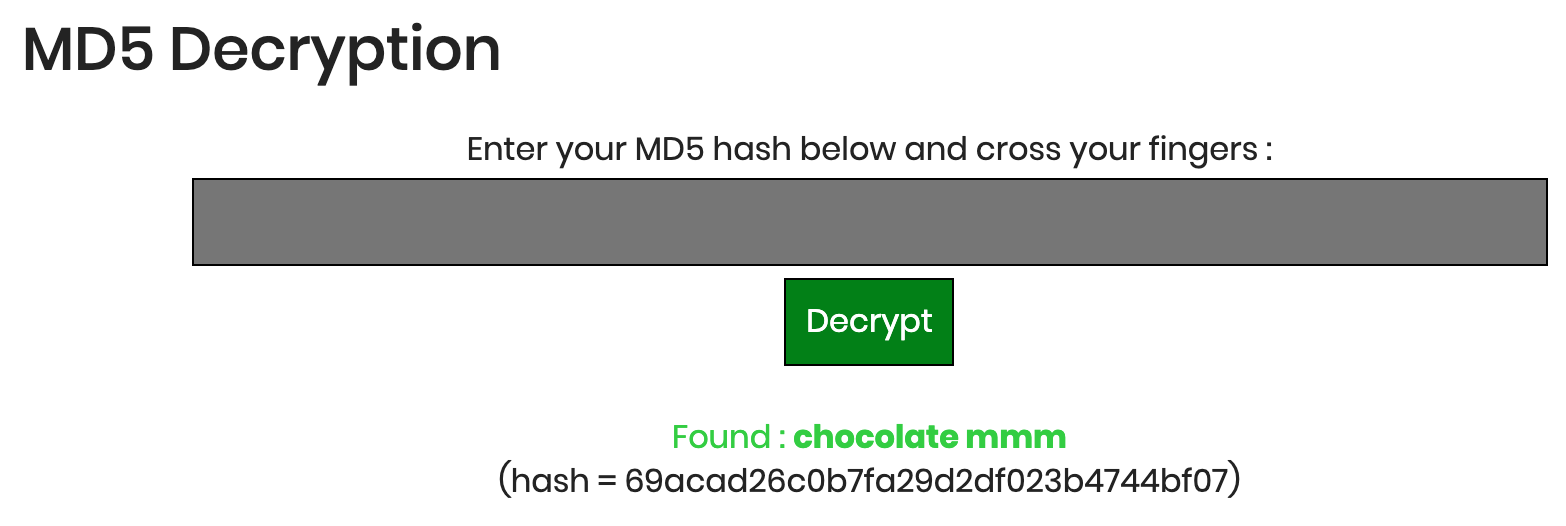 MD5 Decryption
Enter your MD5 hash below and cross your fingers :
Decrypt
Found : chocolate mmm
(hash = 69acad26c0b7fa29d2df023b4744bf07)